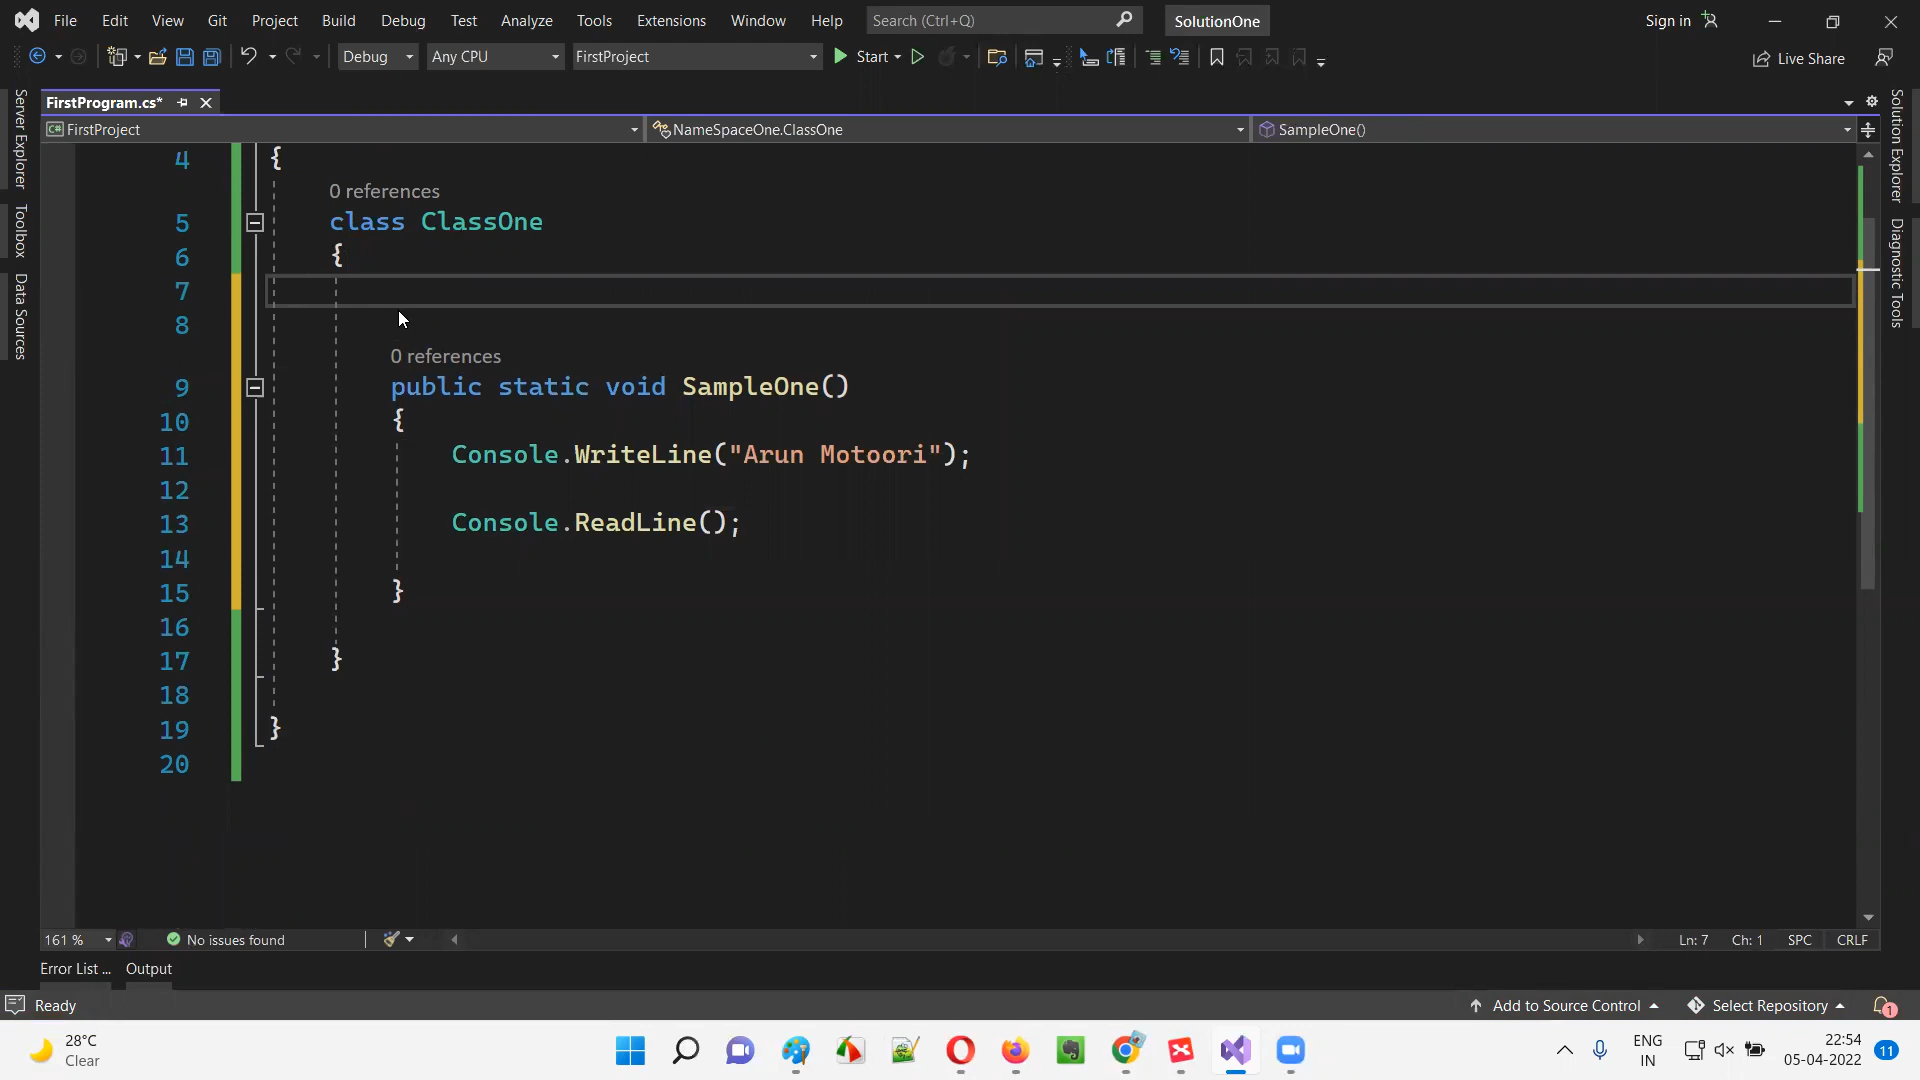 File Edit View Git Project Build Debug Test Analyze Tools Extensions Window Help Search (Ctrl+Q) SolutionOne Sign in
Debug Any CPU FirstProject Start Live Share
FirstProgram.cs*
FirstProject NameSpaceOne.ClassOne SampleOne()
Server Explorer
Toolbox
Data Sources
Solution Explorer
Diagnostic Tools
4 {
0 references
5 class ClassOne
6 {
7
8
0 references
9 public static void SampleOne()
10 {
11 Console.WriteLine("Arun Motoori");
12
13 Console.ReadLine();
14
15 }
16
17 }
18
19 }
20
161 % No issues found Ln: 7 Ch: 1 SPC CRLF
Error List ... Output
Ready Add to Source Control Select Repository 1
28°C
Clear
ENG
IN
22:54
05-04-2022
11